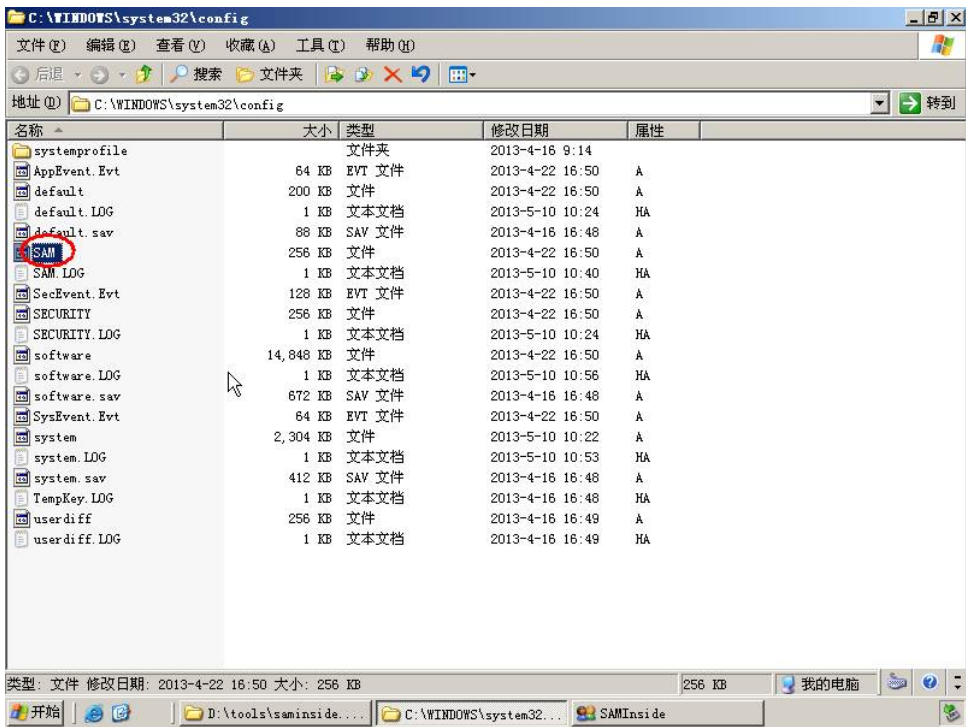 C:\WINDOWS\system32\config
文件(F) 编辑(E) 查看(V) 收藏(A) 工具(T) 帮助(H)
后退 搜索 文件夹
地址(D) C:\WINDOWS\system32\config 转到
名称 大小 类型 修改日期 属性
systemprofile 文件夹 2013-4-16 9:14
AppEvent.Evt 64 KB EVT 文件 2013-4-22 16:50 A
default 200 KB 文件 2013-4-22 16:50 A
default.LOG 1 KB 文本文档 2013-5-10 10:24 HA
default.sav 88 KB SAV 文件 2013-4-16 16:48 A
SAM 256 KB 文件 2013-4-22 16:50 A
SAM.LOG 1 KB 文本文档 2013-5-10 10:40 HA
SecEvent.Evt 128 KB EVT 文件 2013-4-22 16:50 A
SECURITY 256 KB 文件 2013-4-22 16:50 A
SECURITY.LOG 1 KB 文本文档 2013-5-10 10:24 HA
software 14,848 KB 文件 2013-4-22 16:50 A
software.LOG 1 KB 文本文档 2013-5-10 10:56 HA
software.sav 672 KB SAV 文件 2013-4-16 16:48 A
SysEvent.Evt 64 KB EVT 文件 2013-4-22 16:50 A
system 2,304 KB 文件 2013-5-10 10:22 A
system.LOG 1 KB 文本文档 2013-5-10 10:53 HA
system.sav 412 KB SAV 文件 2013-4-16 16:48 A
TempKey.LOG 1 KB 文本文档 2013-4-16 16:48 HA
userdiff 256 KB 文件 2013-4-16 16:49 A
userdiff.LOG 1 KB 文本文档 2013-4-16 16:49 HA
类型: 文件 修改日期: 2013-4-22 16:50 大小: 256 KB 256 KB 我的电脑
开始 D:\tools\saminside.... C:\WINDOWS\system32... SAMInside